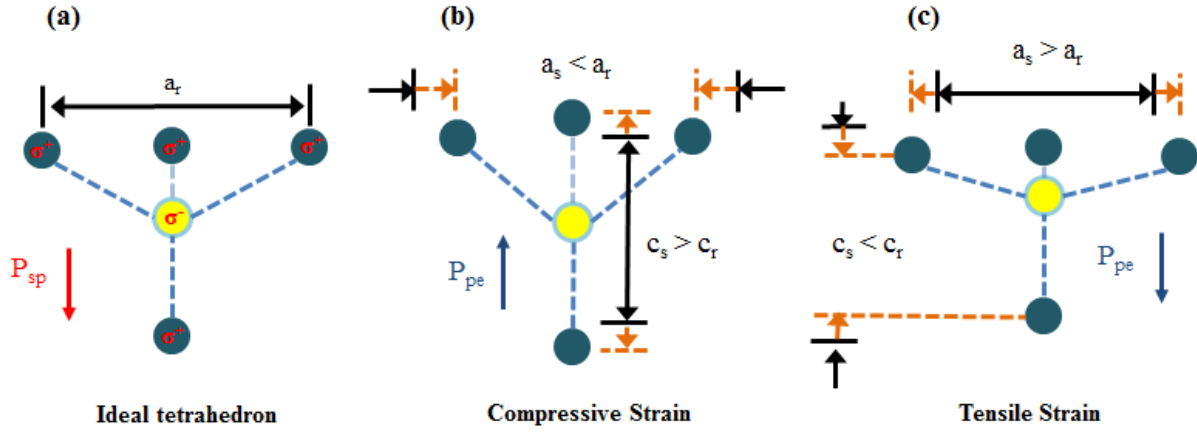 (a)
a_r
σ⁺ σ⁺ σ⁺
σ⁻
P_sp
σ⁺
Ideal tetrahedron
(b)
a_s < a_r
c_s > c_r
P_pe
Compressive Strain
(c)
a_s > a_r
c_s < c_r
P_pe
Tensile Strain